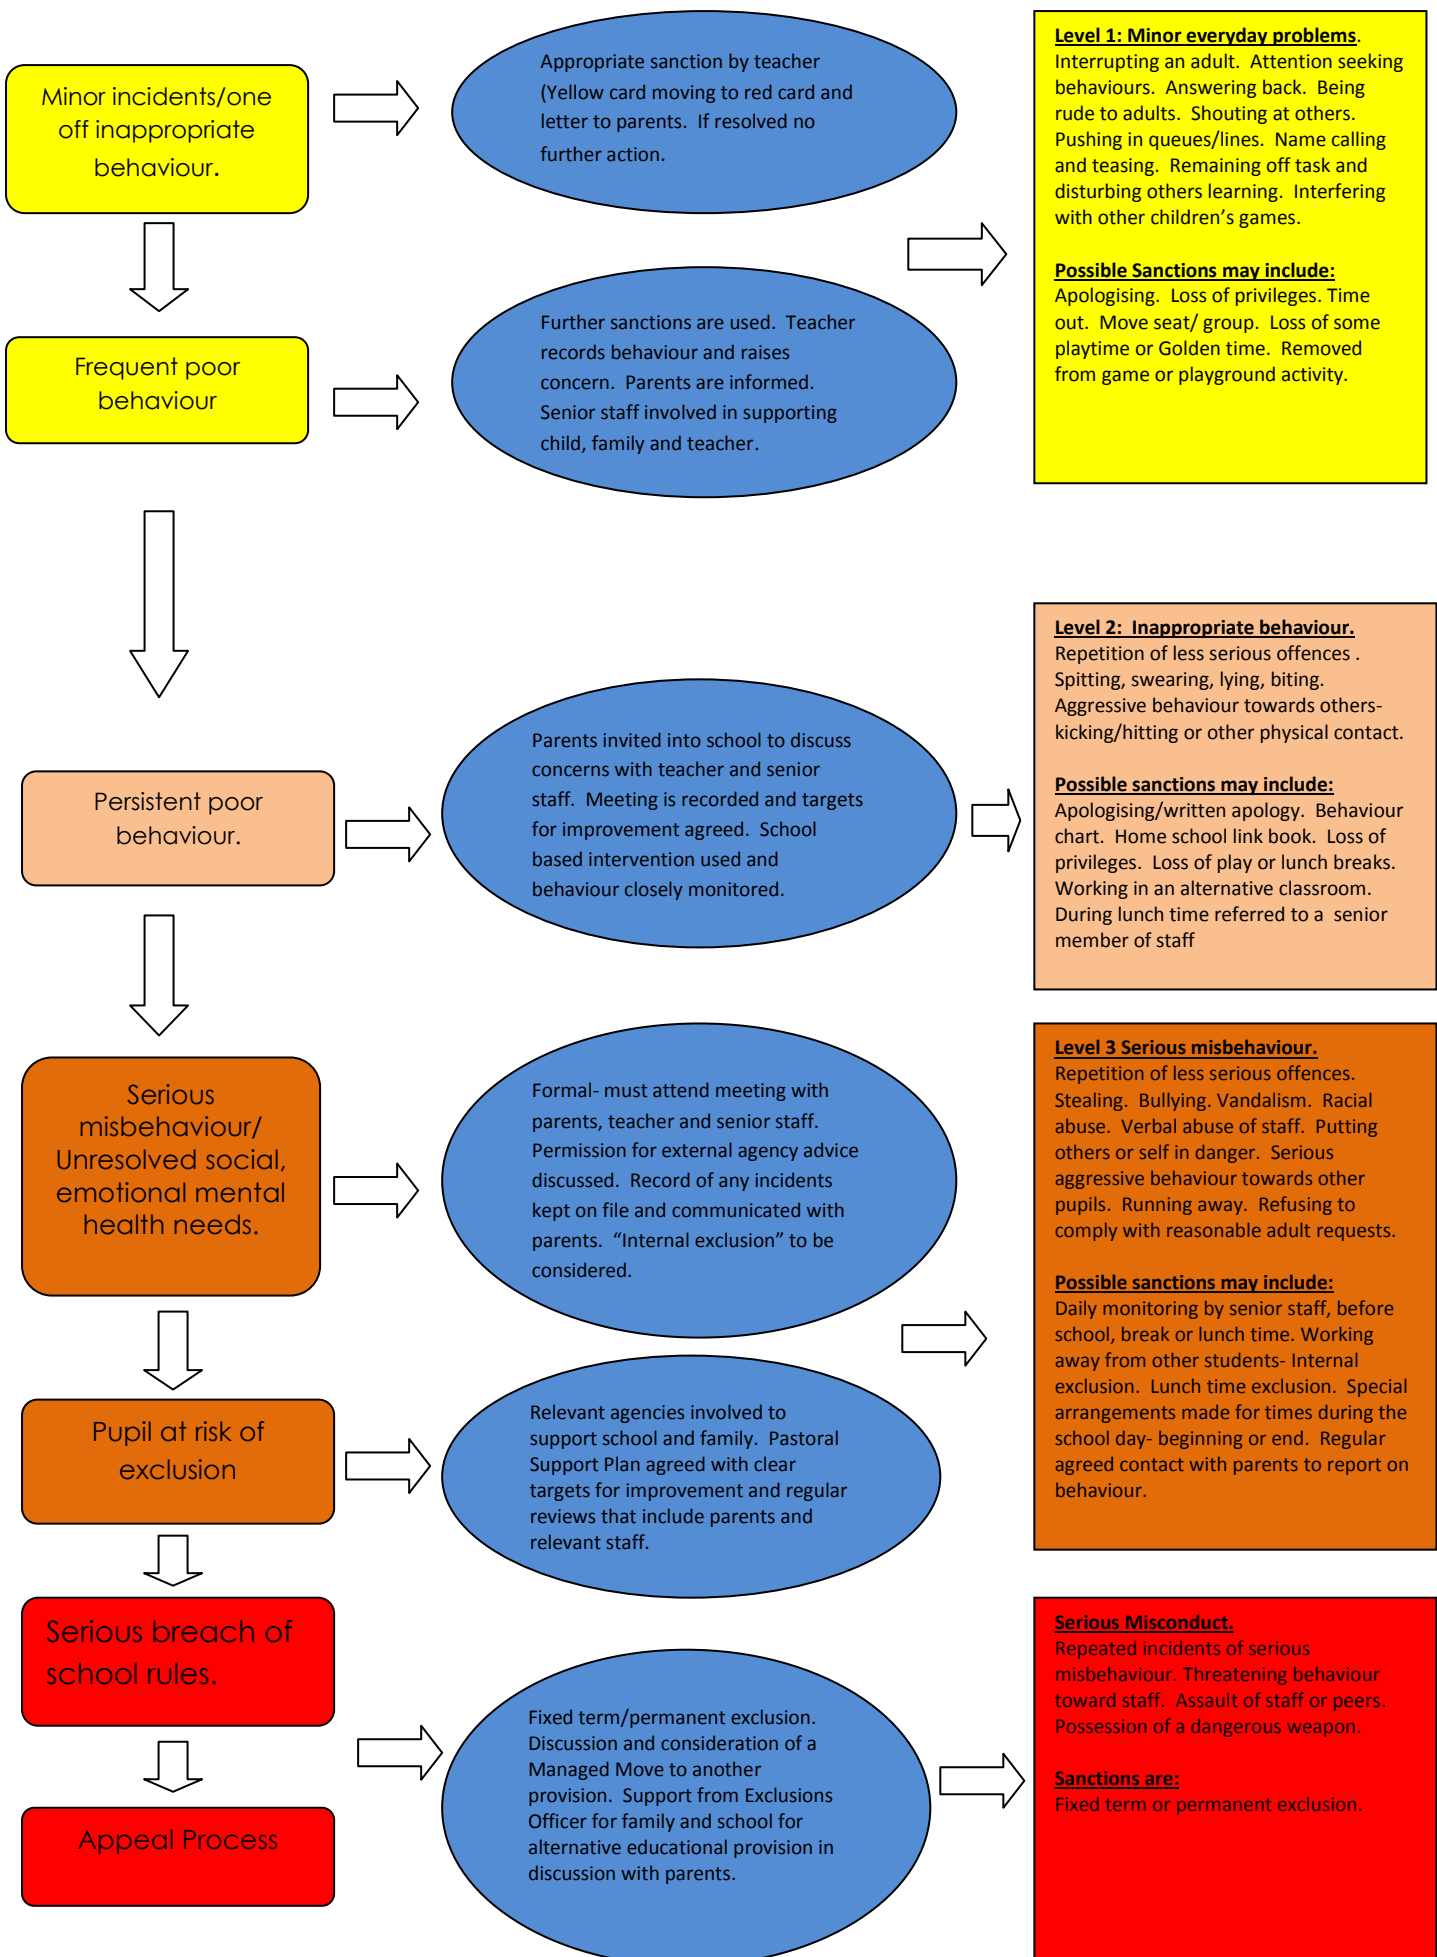 Minor incidents/one
off inappropriate
behaviour.
Appropriate sanction by teacher
(Yellow card moving to red card and
letter to parents.  If resolved no
further action.
Level 1: Minor everyday problems.
Interrupting an adult.  Attention seeking
behaviours.  Answering back.  Being
rude to adults.  Shouting at others.
Pushing in queues/lines.  Name calling
and teasing.  Remaining off task and
disturbing others learning.  Interfering
with other children’s games.
Possible Sanctions may include:
Apologising.  Loss of privileges. Time
out.  Move seat/ group.  Loss of some
playtime or Golden time.  Removed
from game or playground activity.
Frequent poor
behaviour
Further sanctions are used.  Teacher
records behaviour and raises
concern.  Parents are informed.
Senior staff involved in supporting
child, family and teacher.
Persistent poor
behaviour.
Parents invited into school to discuss
concerns with teacher and senior
staff.  Meeting is recorded and targets
for improvement agreed.  School
based intervention used and
behaviour closely monitored.
Level 2:  Inappropriate behaviour.
Repetition of less serious offences .
Spitting, swearing, lying, biting.
Aggressive behaviour towards others-
kicking/hitting or other physical contact.
Possible sanctions may include:
Apologising/written apology.  Behaviour
chart.  Home school link book.  Loss of
privileges.  Loss of play or lunch breaks.
Working in an alternative classroom.
During lunch time referred to a  senior
member of staff
Serious
misbehaviour/
Unresolved social,
emotional mental
health needs.
Formal- must attend meeting with
parents, teacher and senior staff.
Permission for external agency advice
discussed.  Record of any incidents
kept on file and communicated with
parents.  “Internal exclusion” to be
considered.
Level 3 Serious misbehaviour.
Repetition of less serious offences.
Stealing.  Bullying. Vandalism.  Racial
abuse.  Verbal abuse of staff.  Putting
others or self in danger.  Serious
aggressive behaviour towards other
pupils.  Running away.  Refusing to
comply with reasonable adult requests.
Possible sanctions may include:
Daily monitoring by senior staff, before
school, break or lunch time. Working
away from other students- Internal
exclusion.  Lunch time exclusion.  Special
arrangements made for times during the
school day- beginning or end.  Regular
agreed contact with parents to report on
behaviour.
Pupil at risk of
exclusion
Relevant agencies involved to
support school and family.  Pastoral
Support Plan agreed with clear
targets for improvement and regular
reviews that include parents and
relevant staff.
Serious breach of
school rules.
Appeal Process
Fixed term/permanent exclusion.
Discussion and consideration of a
Managed Move to another
provision.  Support from Exclusions
Officer for family and school for
alternative educational provision in
discussion with parents.
Serious Misconduct.
Repeated incidents of serious
misbehaviour. Threatening behaviour
toward staff.  Assault of staff or peers.
Possession of a dangerous weapon.
Sanctions are:
Fixed term or permanent exclusion.